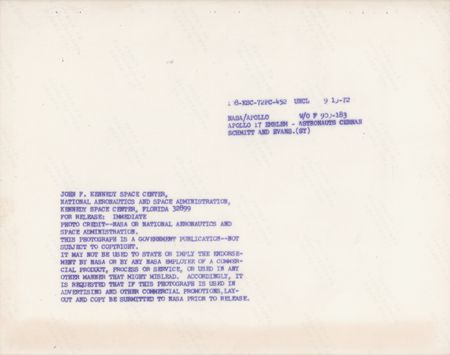 8-KSC-72PC-452 UNCL 9 1 -72
NASA/APOLLO W/O F 909-183
APOLLO 17 EMBLEM - ASTRONAUTS CERNAN
SCHMITT AND EVANS.(SY)
JOHN F. KENNEDY SPACE CENTER,
NATIONAL AERONAUTICS AND SPACE ADMINISTRATION,
KENNEDY SPACE CENTER, FLORIDA 32899
FOR RELEASE: IMMEDIATE
PHOTO CREDIT--NASA OR NATIONAL AERONAUTICS AND
SPACE ADMINISTRATION.
THIS PHOTOGRAPH IS A GOVERNMENT PUBLICATION--NOT
SUBJECT TO COPYRIGHT.
IT MAY NOT BE USED TO STATE OR IMPLY THE ENDORSE-
MENT BY NASA OR BY ANY NASA EMPLOYEE OF A COMMER-
CIAL PRODUCT, PROCESS OR SERVICE, OR USED IN ANY
OTHER MANNER THAT MIGHT MISLEAD. ACCORDINGLY, IT
IS REQUESTED THAT IF THIS PHOTOGRAPH IS USED IN
ADVERTISING AND OTHER COMMERCIAL PROMOTIONS,LAY-
OUT AND COPY BE SUBMITTED TO NASA PRIOR TO RELEASE.